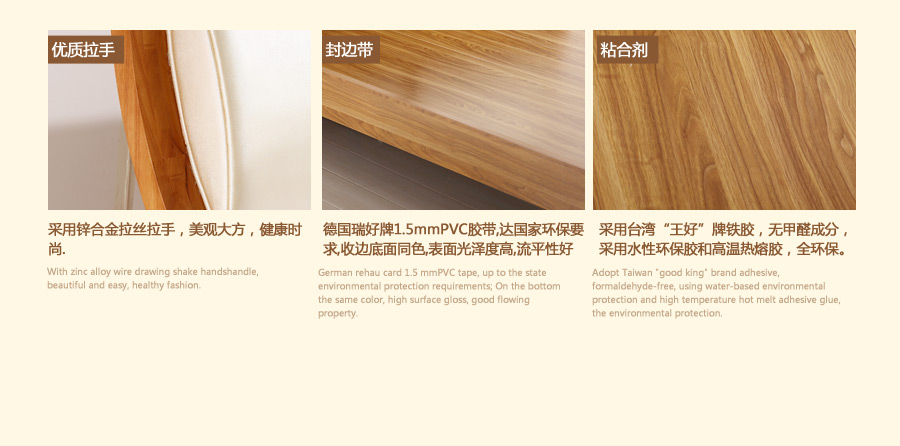 优质拉手
采用锌合金拉丝拉手，美观大方，健康时
尚.
With zinc alloy wire drawing shake handshandle,
beautiful and easy, healthy fashion.
封边带
德国瑞好牌1.5mmPVC胶带,达国家环保要
求,收边底面同色,表面光泽度高,流平性好
German rehau card 1.5 mmPVC tape, up to the state
environmental protection requirements; On the bottom
the same color, high surface gloss, good flowing
property.
粘合剂
采用台湾“王好”牌铁胶，无甲醛成分，
采用水性环保胶和高温热熔胶，全环保。
Adopt Taiwan "good king" brand adhesive,
formaldehyde-free, using water-based environmental
protection and high temperature hot melt adhesive glue,
the environmental protection.